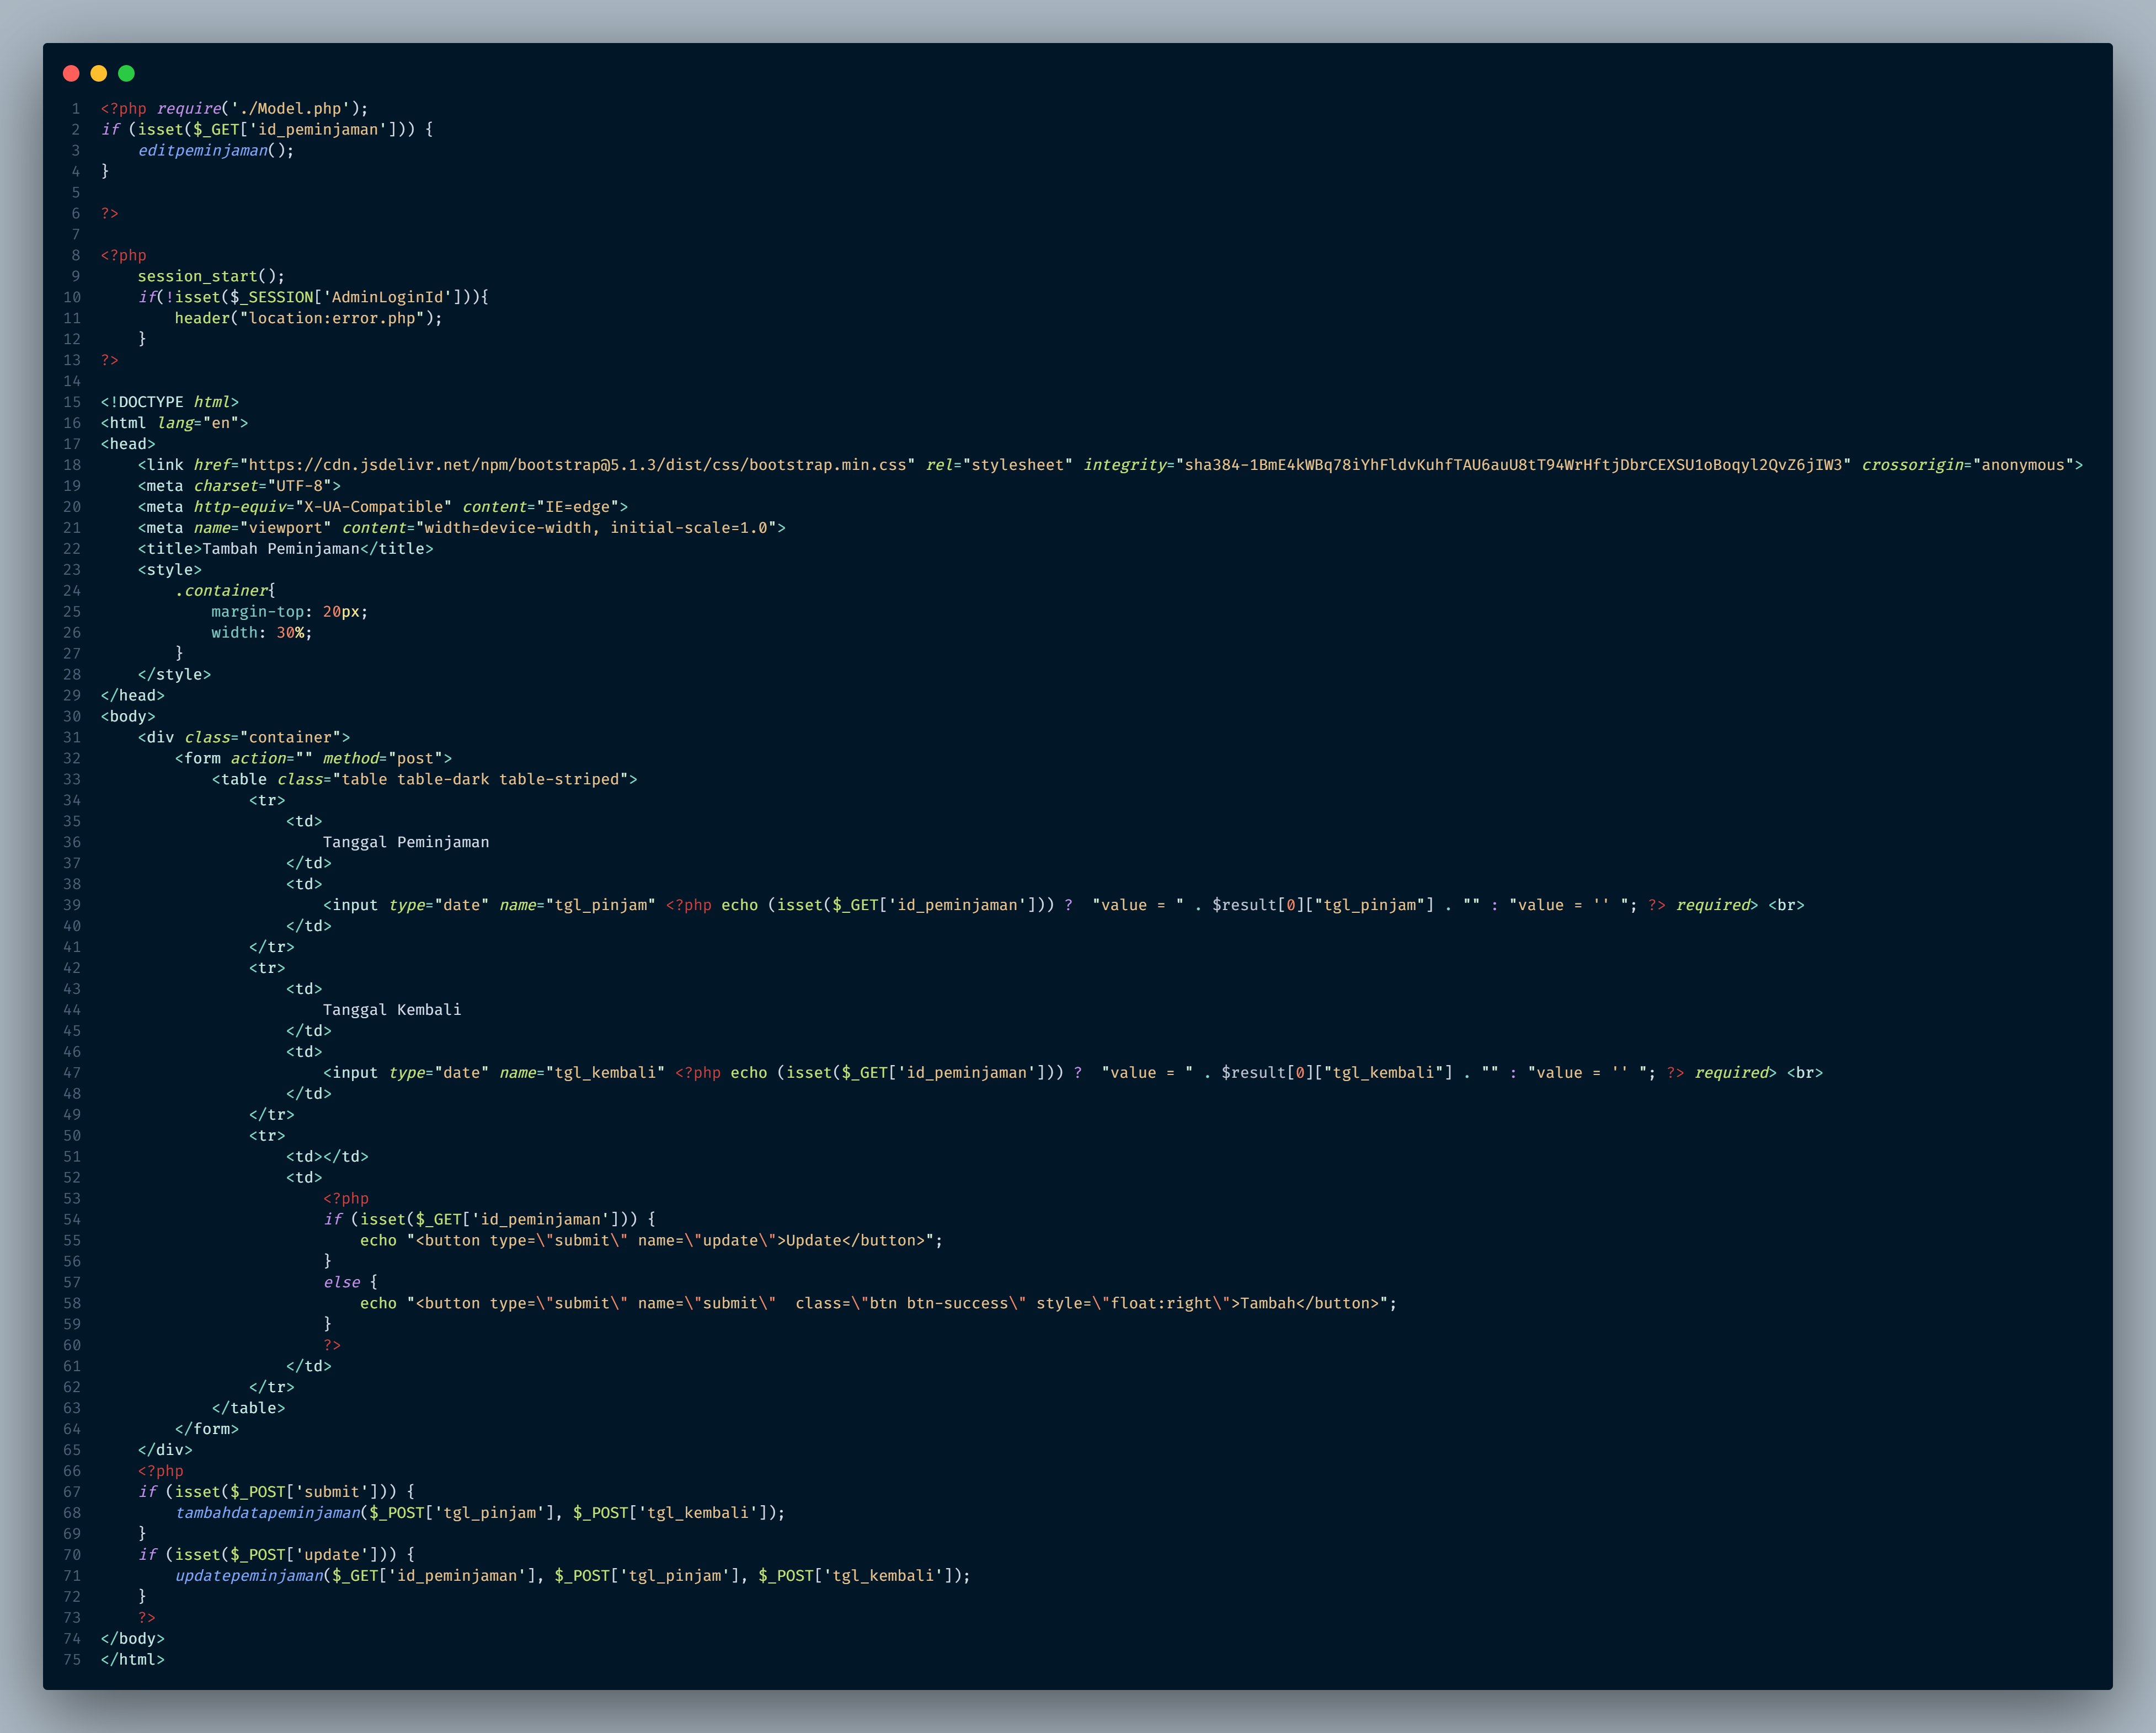 1 <?php require('./Model.php');
2 if (isset($_GET['id_peminjaman'])) {
3     editpeminjaman();
4 }
5
6 ?>
7
8 <?php
9     session_start();
10     if(!isset($_SESSION['AdminLoginId'])){
11         header("location:error.php");
12     }
13 ?>
14
15 <!DOCTYPE html>
16 <html lang="en">
17 <head>
18     <link href="https://cdn.jsdelivr.net/npm/bootstrap@5.1.3/dist/css/bootstrap.min.css" rel="stylesheet" integrity="sha384-1BmE4kWBq78iYhFldvKuhfTAU6auU8tT94WrHftjDbrCEXSU1oBoqyl2QvZ6jIW3" crossorigin="anonymous">
19     <meta charset="UTF-8">
20     <meta http-equiv="X-UA-Compatible" content="IE=edge">
21     <meta name="viewport" content="width=device-width, initial-scale=1.0">
22     <title>Tambah Peminjaman</title>
23     <style>
24         .container{
25             margin-top: 20px;
26             width: 30%;
27         }
28     </style>
29 </head>
30 <body>
31     <div class="container">
32         <form action="" method="post">
33             <table class="table table-dark table-striped">
34                 <tr>
35                     <td>
36                         Tanggal Peminjaman
37                     </td>
38                     <td>
39                         <input type="date" name="tgl_pinjam" <?php echo (isset($_GET['id_peminjaman'])) ?  "value = " . $result[0]["tgl_pinjam"] . "" : "value = '' "; ?> required> <br>
40                     </td>
41                 </tr>
42                 <tr>
43                     <td>
44                         Tanggal Kembali
45                     </td>
46                     <td>
47                         <input type="date" name="tgl_kembali" <?php echo (isset($_GET['id_peminjaman'])) ?  "value = " . $result[0]["tgl_kembali"] . "" : "value = '' "; ?> required> <br>
48                     </td>
49                 </tr>
50                 <tr>
51                     <td></td>
52                     <td>
53                         <?php
54                         if (isset($_GET['id_peminjaman'])) {
55                             echo "<button type=\"submit\" name=\"update\">Update</button>";
56                         }
57                         else {
58                             echo "<button type=\"submit\" name=\"submit\"  class=\"btn btn-success\" style=\"float:right\">Tambah</button>";
59                         }
60                         ?>
61                     </td>
62                 </tr>
63             </table>
64         </form>
65     </div>
66     <?php
67     if (isset($_POST['submit'])) {
68         tambahdatapeminjaman($_POST['tgl_pinjam'], $_POST['tgl_kembali']);
69     }
70     if (isset($_POST['update'])) {
71         updatepeminjaman($_GET['id_peminjaman'], $_POST['tgl_pinjam'], $_POST['tgl_kembali']);
72     }
73     ?>
74 </body>
75 </html>